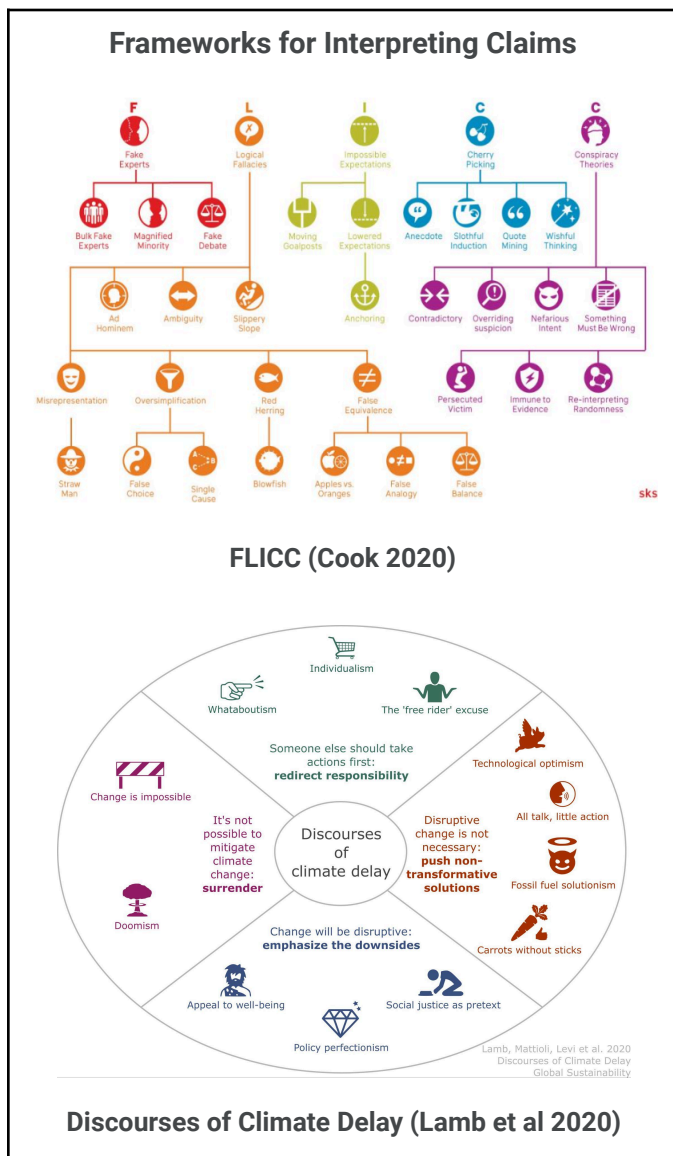 Frameworks for Interpreting Claims
F
L
I
C
C
Fake
Experts
Logical
Fallacies
Impossible
Expectations
Cherry
Picking
Conspiracy
Theories
Bulk Fake
Experts
Magnified
Minority
Fake
Debate
Moving
Goalposts
Lowered
Expectations
Anecdote
Slothful
Induction
Quote
Mining
Wishful
Thinking
Ad
Hominem
Ambiguity
Slippery
Slope
Anchoring
Contradictory
Overriding
suspicion
Nefarious
Intent
Something
Must Be Wrong
Misrepresentation
Oversimplification
Red
Herring
False
Equivalence
Persecuted
Victim
Immune to
Evidence
Re-interpreting
Randomness
A
B
C
Straw
Man
False
Choice
Single
Cause
Blowfish
Apples vs.
Oranges
False
Analogy
False
Balance
sks
FLICC (Cook 2020)
Individualism
Whataboutism
The 'free rider' excuse
Someone else should take
actions first:
redirect responsibility
Technological optimism
Change is impossible
All talk, little action
It's not
possible to
mitigate
climate
change:
surrender
Discourses
of
climate delay
Disruptive
change is not
necessary:
push non-
transformative
solutions
Fossil fuel solutionism
Doomism
Carrots without sticks
Change will be disruptive:
emphasize the downsides
Appeal to well-being
Social justice as pretext
Policy perfectionism
Lamb, Mattioli, Levi et al. 2020
Discourses of Climate Delay
Global Sustainability
Discourses of Climate Delay (Lamb et al 2020)